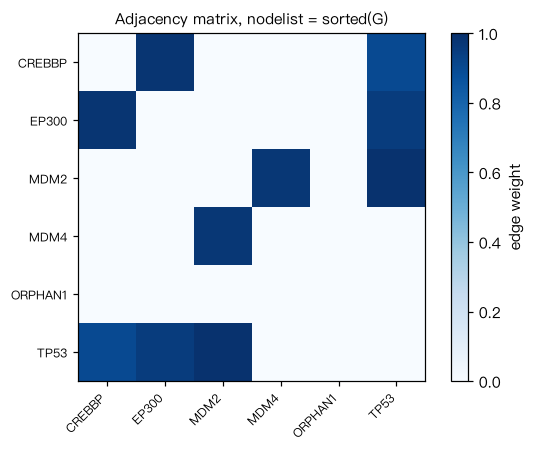 Adjacency matrix, nodelist = sorted(G)
CREBBP
EP300
MDM2
MDM4
ORPHAN1
TP53
CREBBP
EP300
MDM2
MDM4
ORPHAN1
TP53
1.0
0.8
0.6
0.4
0.2
0.0
edge weight